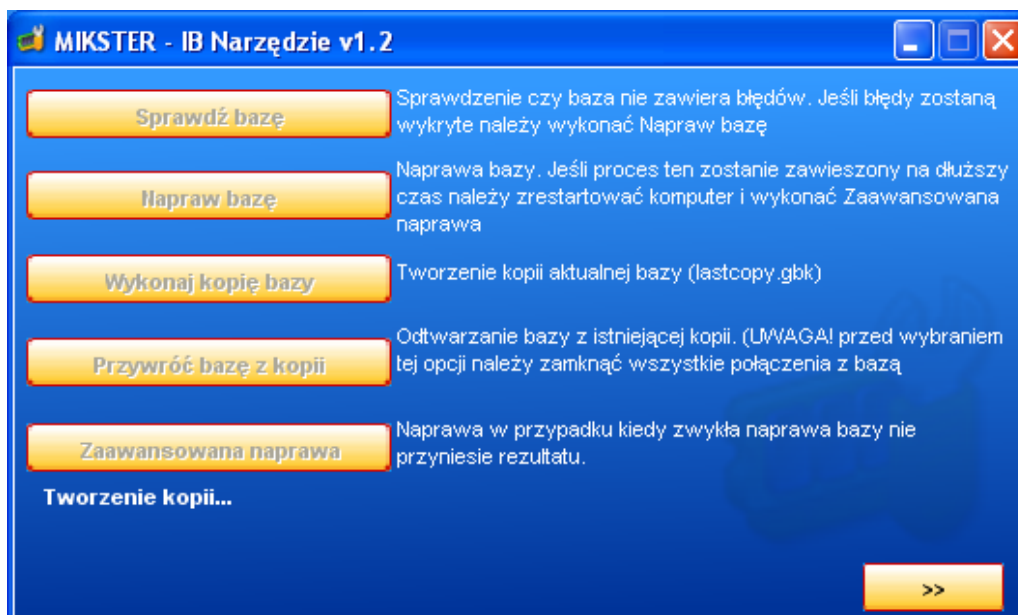 MIKSTER - IB Narzędzie v1.2
Sprawdź bazę
Sprawdzenie czy baza nie zawiera błędów. Jeśli błędy zostaną
wykryte należy wykonać Napraw bazę
Napraw bazę
Naprawa bazy. Jeśli proces ten zostanie zawieszony na dłuższy
czas należy zrestartować komputer i wykonać Zaawansowana
naprawa
Wykonaj kopię bazy
Tworzenie kopii aktualnej bazy (lastcopy.gbk)
Przywróć bazę z kopii
Odtwarzanie bazy z istniejącej kopii. (UWAGA! przed wybraniem
tej opcji należy zamknąć wszystkie połączenia z bazą
Zaawansowana naprawa
Naprawa w przypadku kiedy zwykła naprawa bazy nie
przyniesie rezultatu.
Tworzenie kopii...
>>